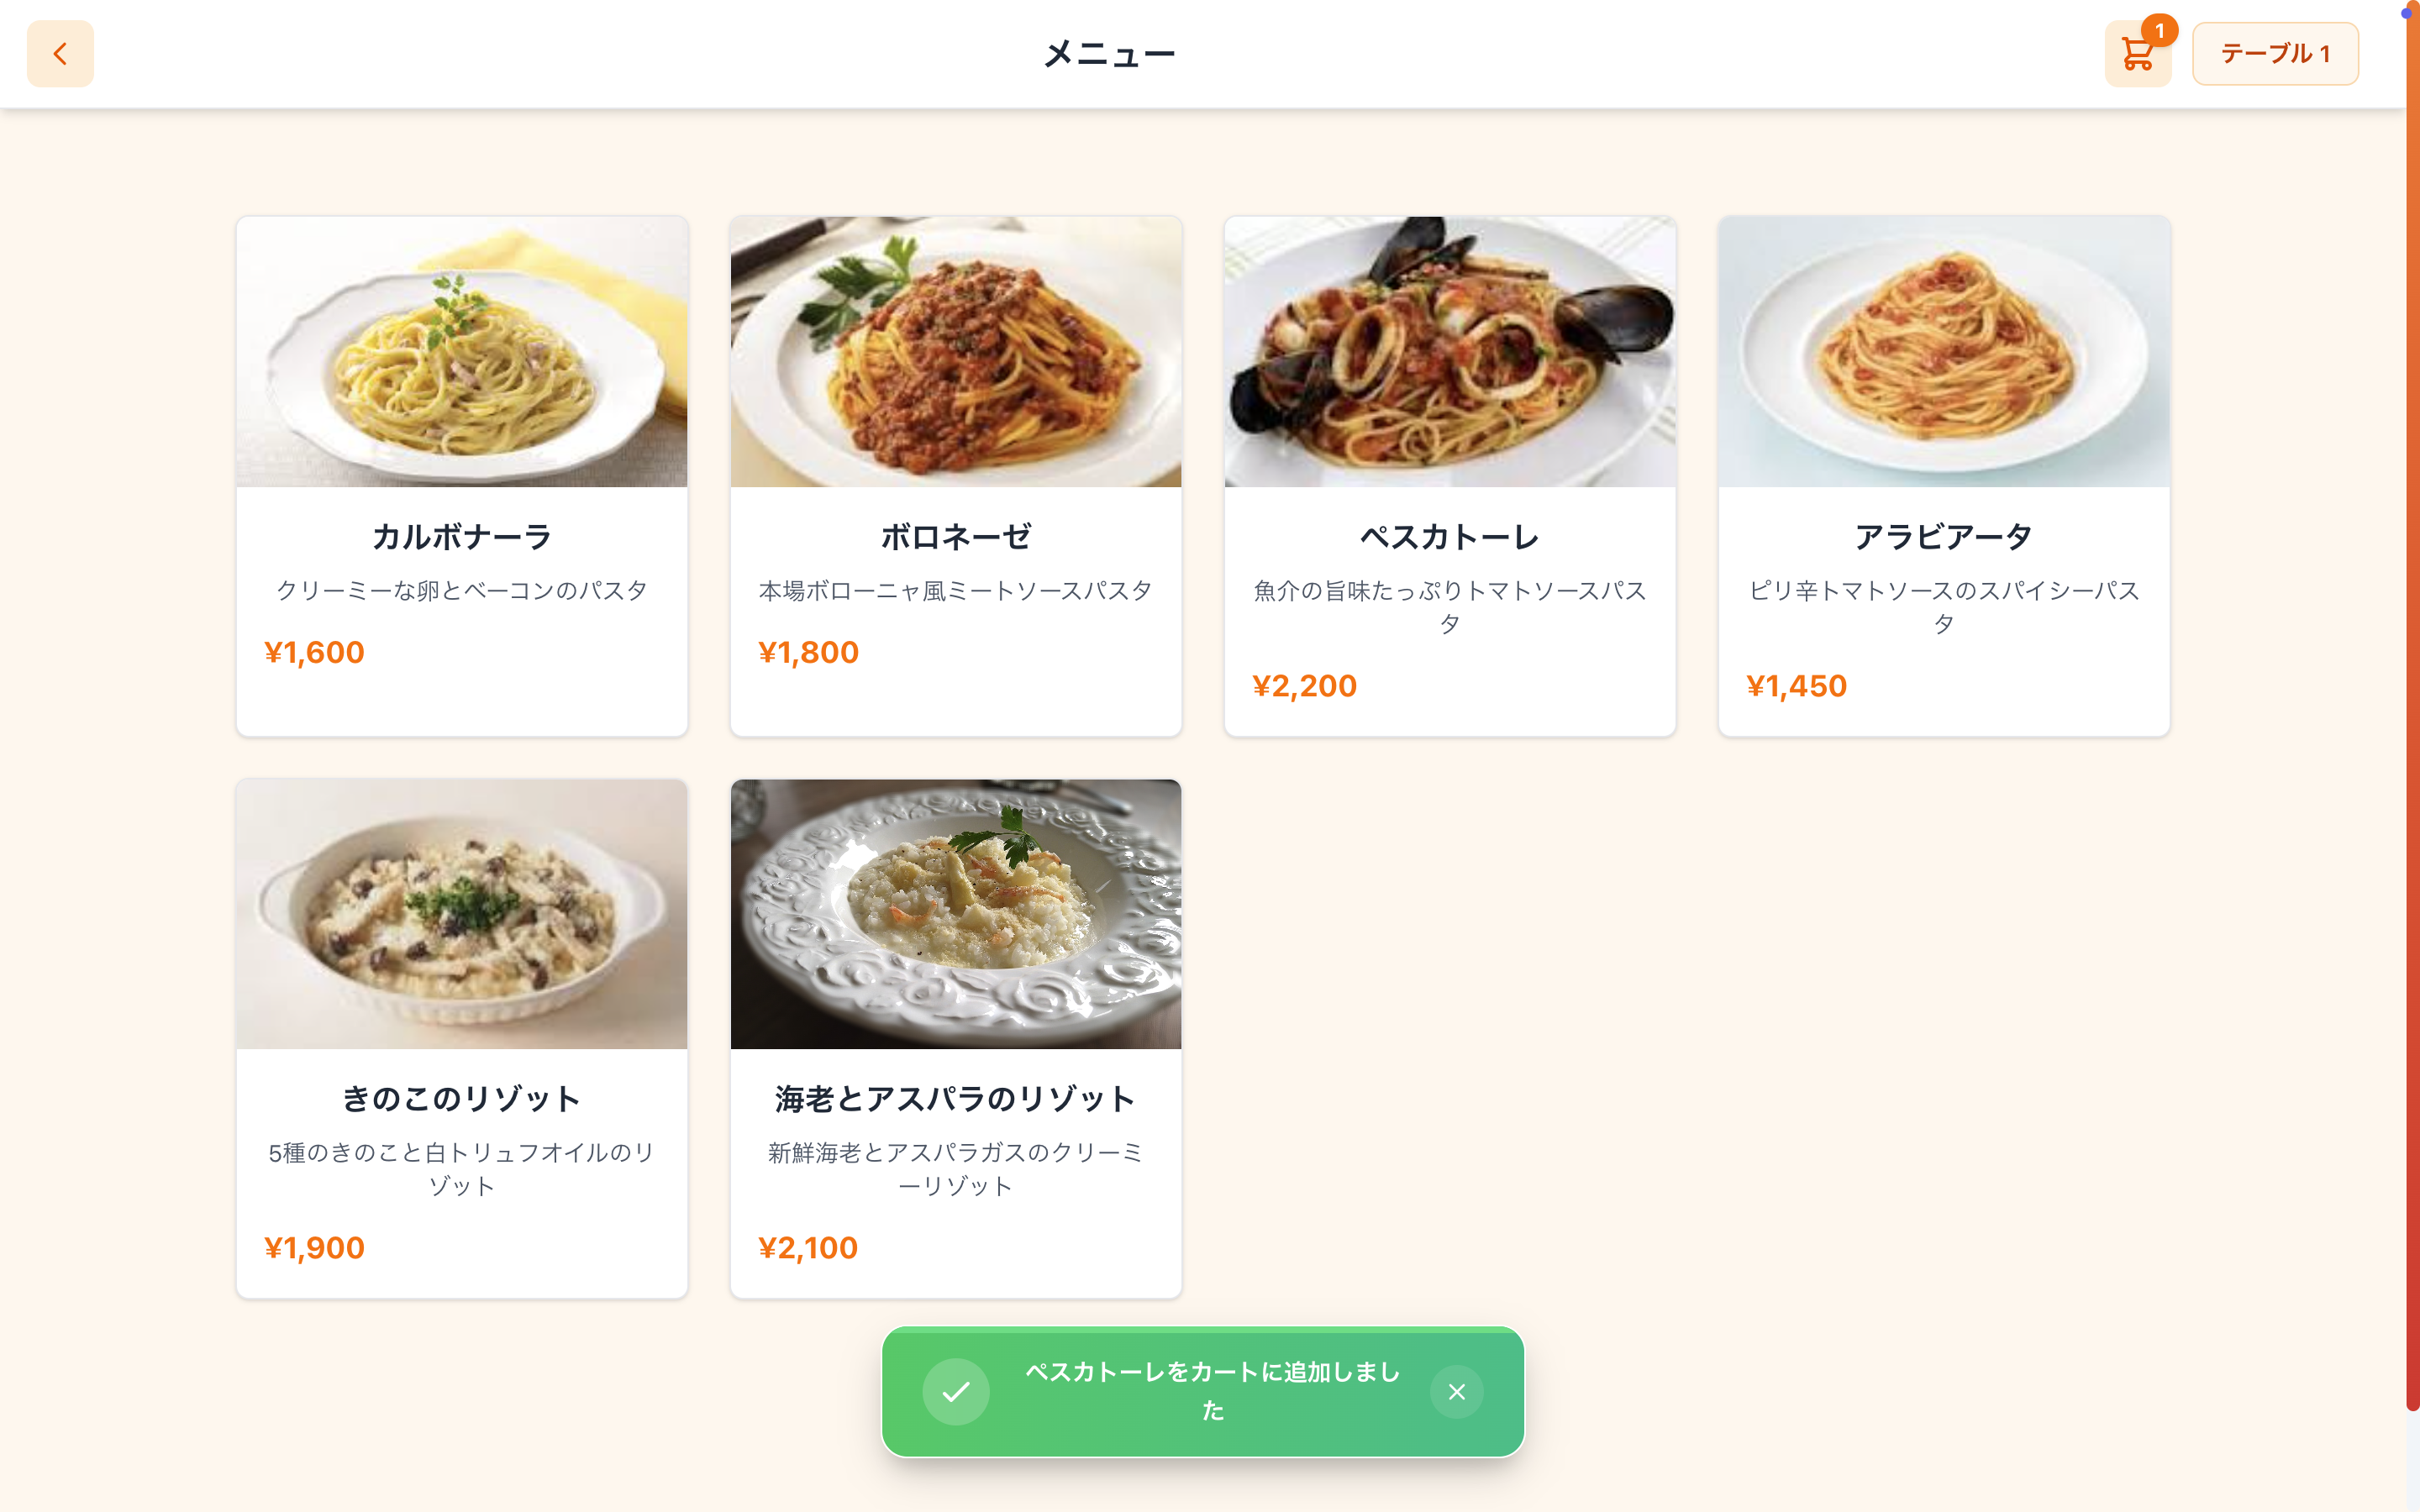 メニュー
1
テーブル 1
カルボナーラ
クリーミーな卵とベーコンのパスタ
¥1,600
ボロネーゼ
本場ボローニャ風ミートソースパスタ
¥1,800
ペスカトーレ
魚介の旨味たっぷりトマトソースパス
タ
¥2,200
アラビアータ
ピリ辛トマトソースのスパイシーパス
タ
¥1,450
きのこのリゾット
5種のきのこと白トリュフオイルのリ
ゾット
¥1,900
海老とアスパラのリゾット
新鮮海老とアスパラガスのクリーミ
ーリゾット
¥2,100
ペスカトーレをカートに追加しまし
た